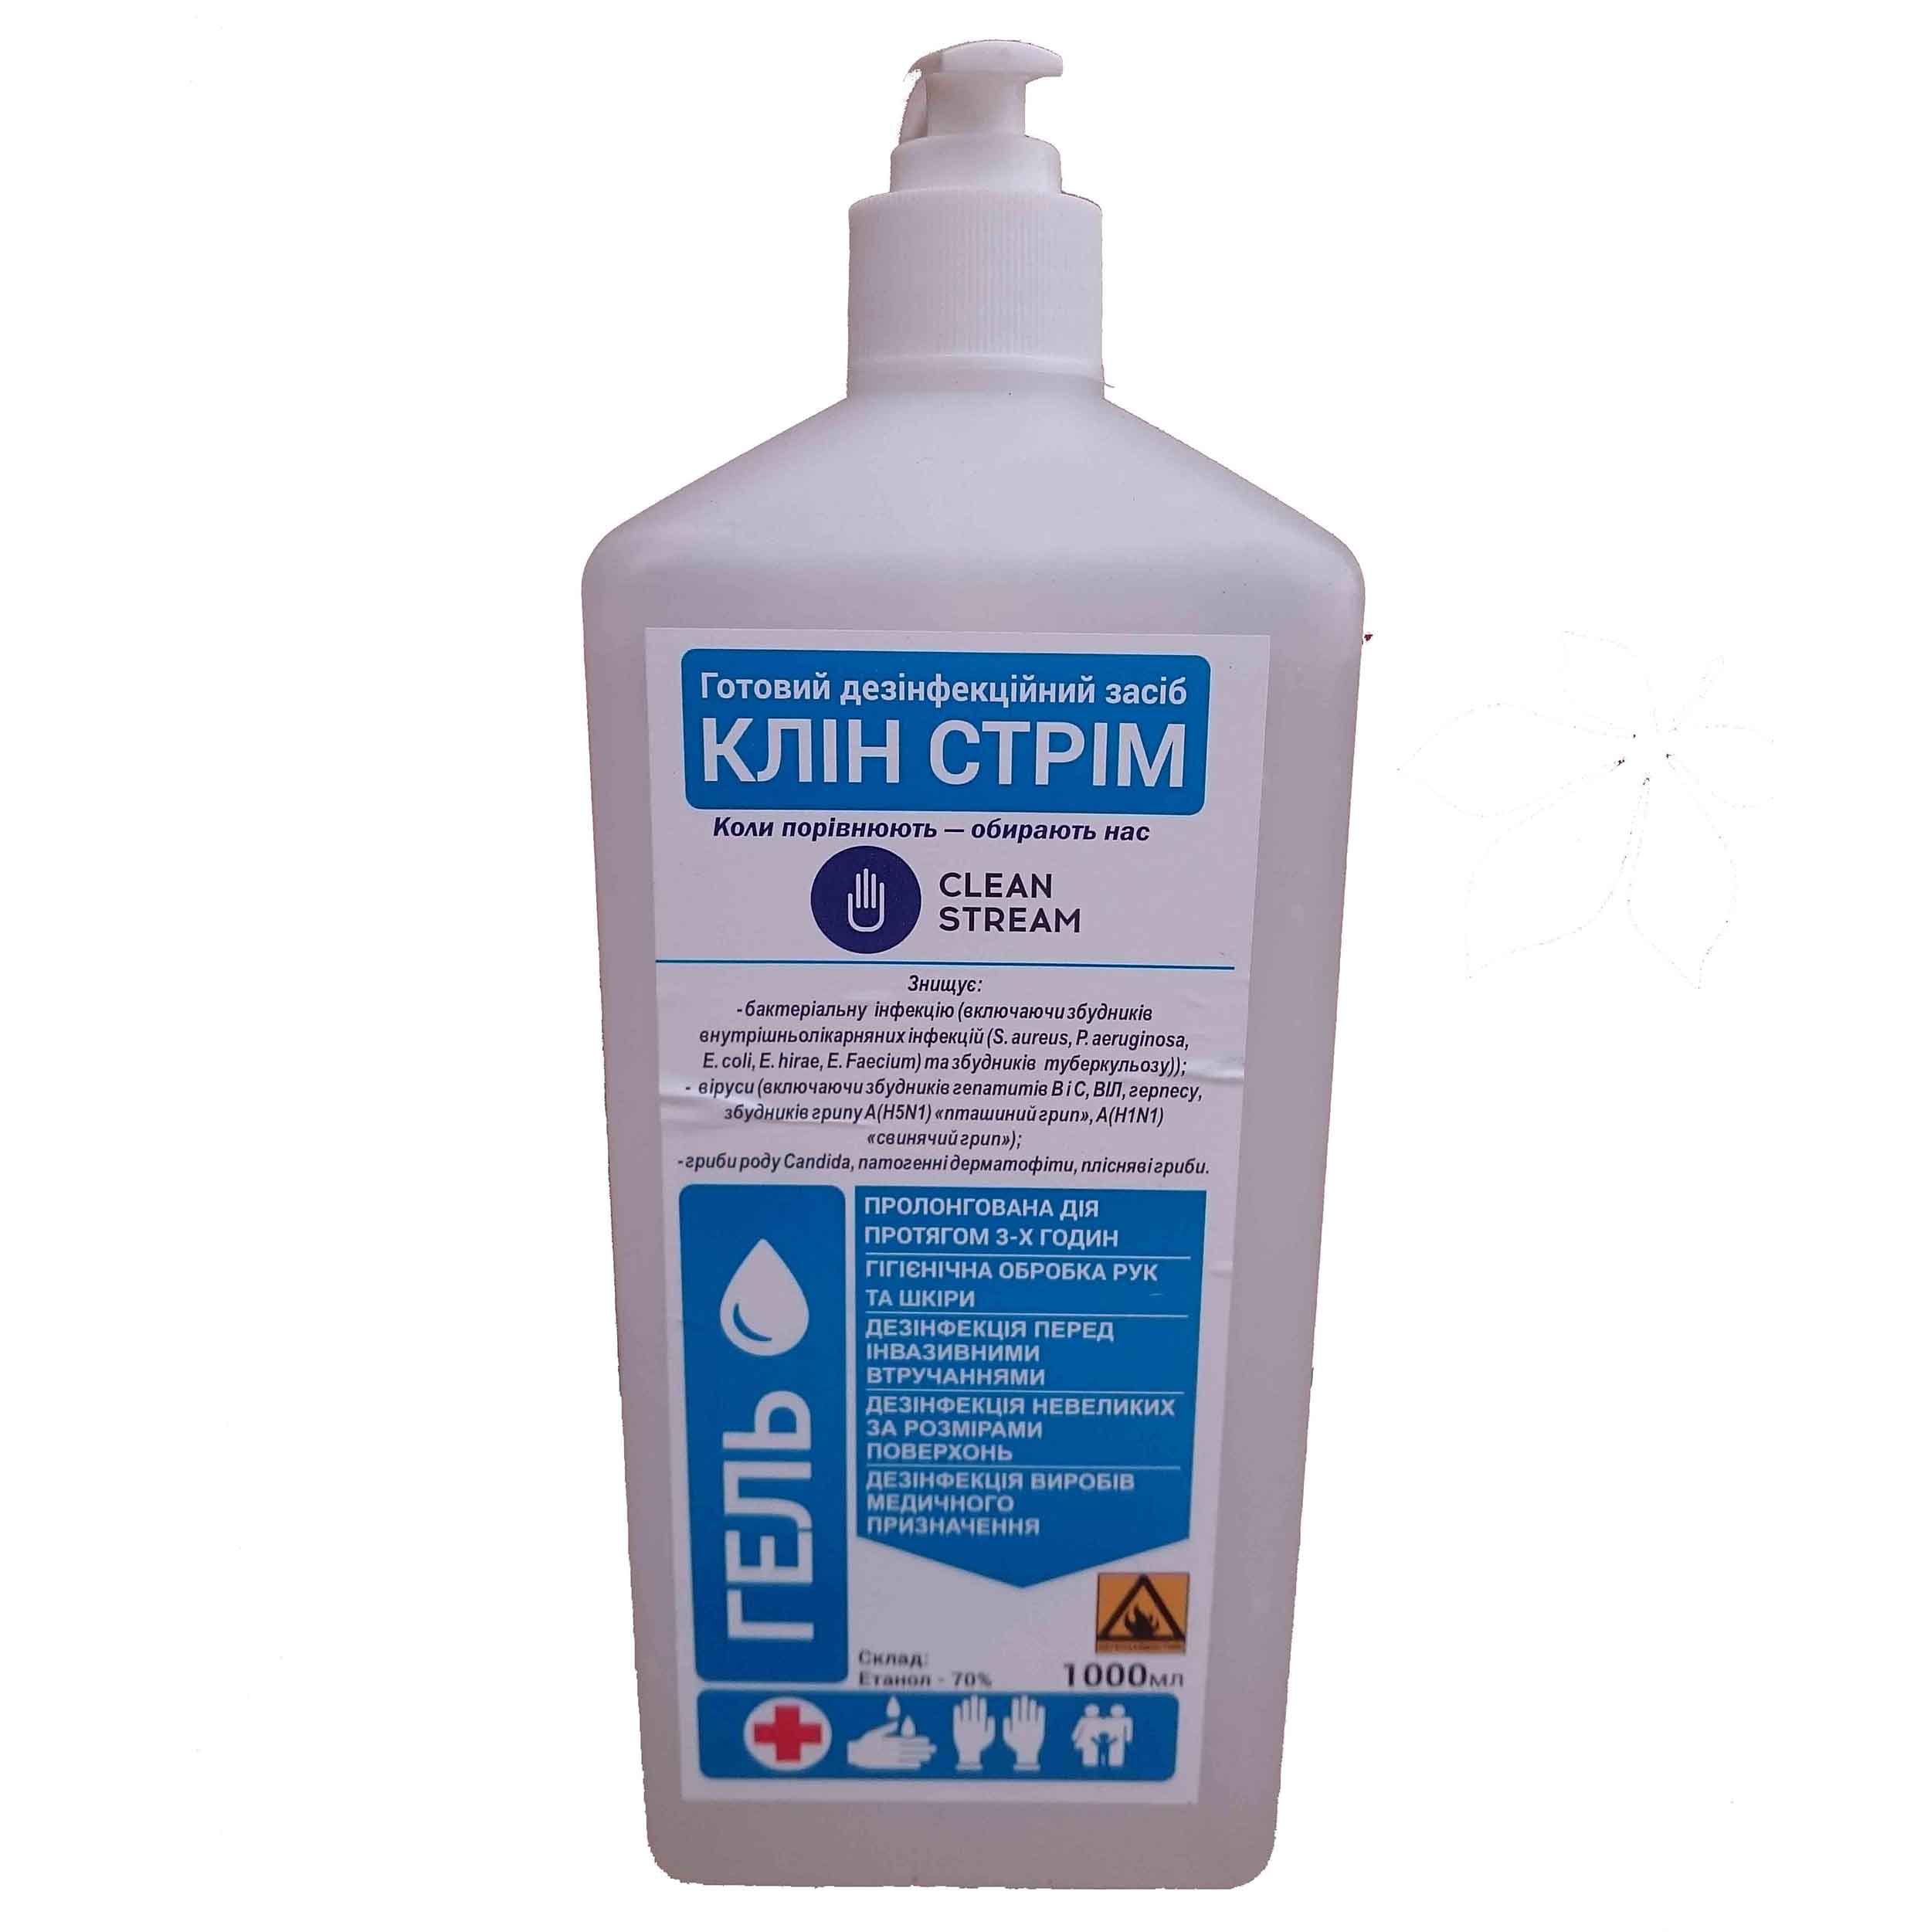 Готовий дезінфекційний засіб
КЛІН СТРІМ
Коли порівнюють — обирають нас
CLEAN
STREAM
Знищує:
-бактеріальну інфекцію (включаючи збудників
внутрішньолікарняних інфекцій (S. aureus, P. aeruginosa,
E. coli, E. hirae, E. Faecium) та збудників туберкульозу));
- віруси (включаючи збудників гепатитів В і С, ВІЛ, герпесу,
збудників грипу А(H5N1) «пташиний грип», А(H1N1)
«свинячий грип»);
-гриби роду Candida, патогенні дерматофіти, плісняві гриби.
ГЕЛЬ
ПРОЛОНГОВАНА ДІЯ
ПРОТЯГОМ 3-Х ГОДИН
ГІГІЄНІЧНА ОБРОБКА РУК
ТА ШКІРИ
ДЕЗІНФЕКЦІЯ ПЕРЕД
ІНВАЗИВНИМИ
ВТРУЧАННЯМИ
ДЕЗІНФЕКЦІЯ НЕВЕЛИКИХ
ЗА РОЗМІРАМИ
ПОВЕРХОНЬ
ДЕЗІНФЕКЦІЯ ВИРОБІВ
МЕДИЧНОГО
ПРИЗНАЧЕННЯ
Склад:
Етанол - 70%
1000мл